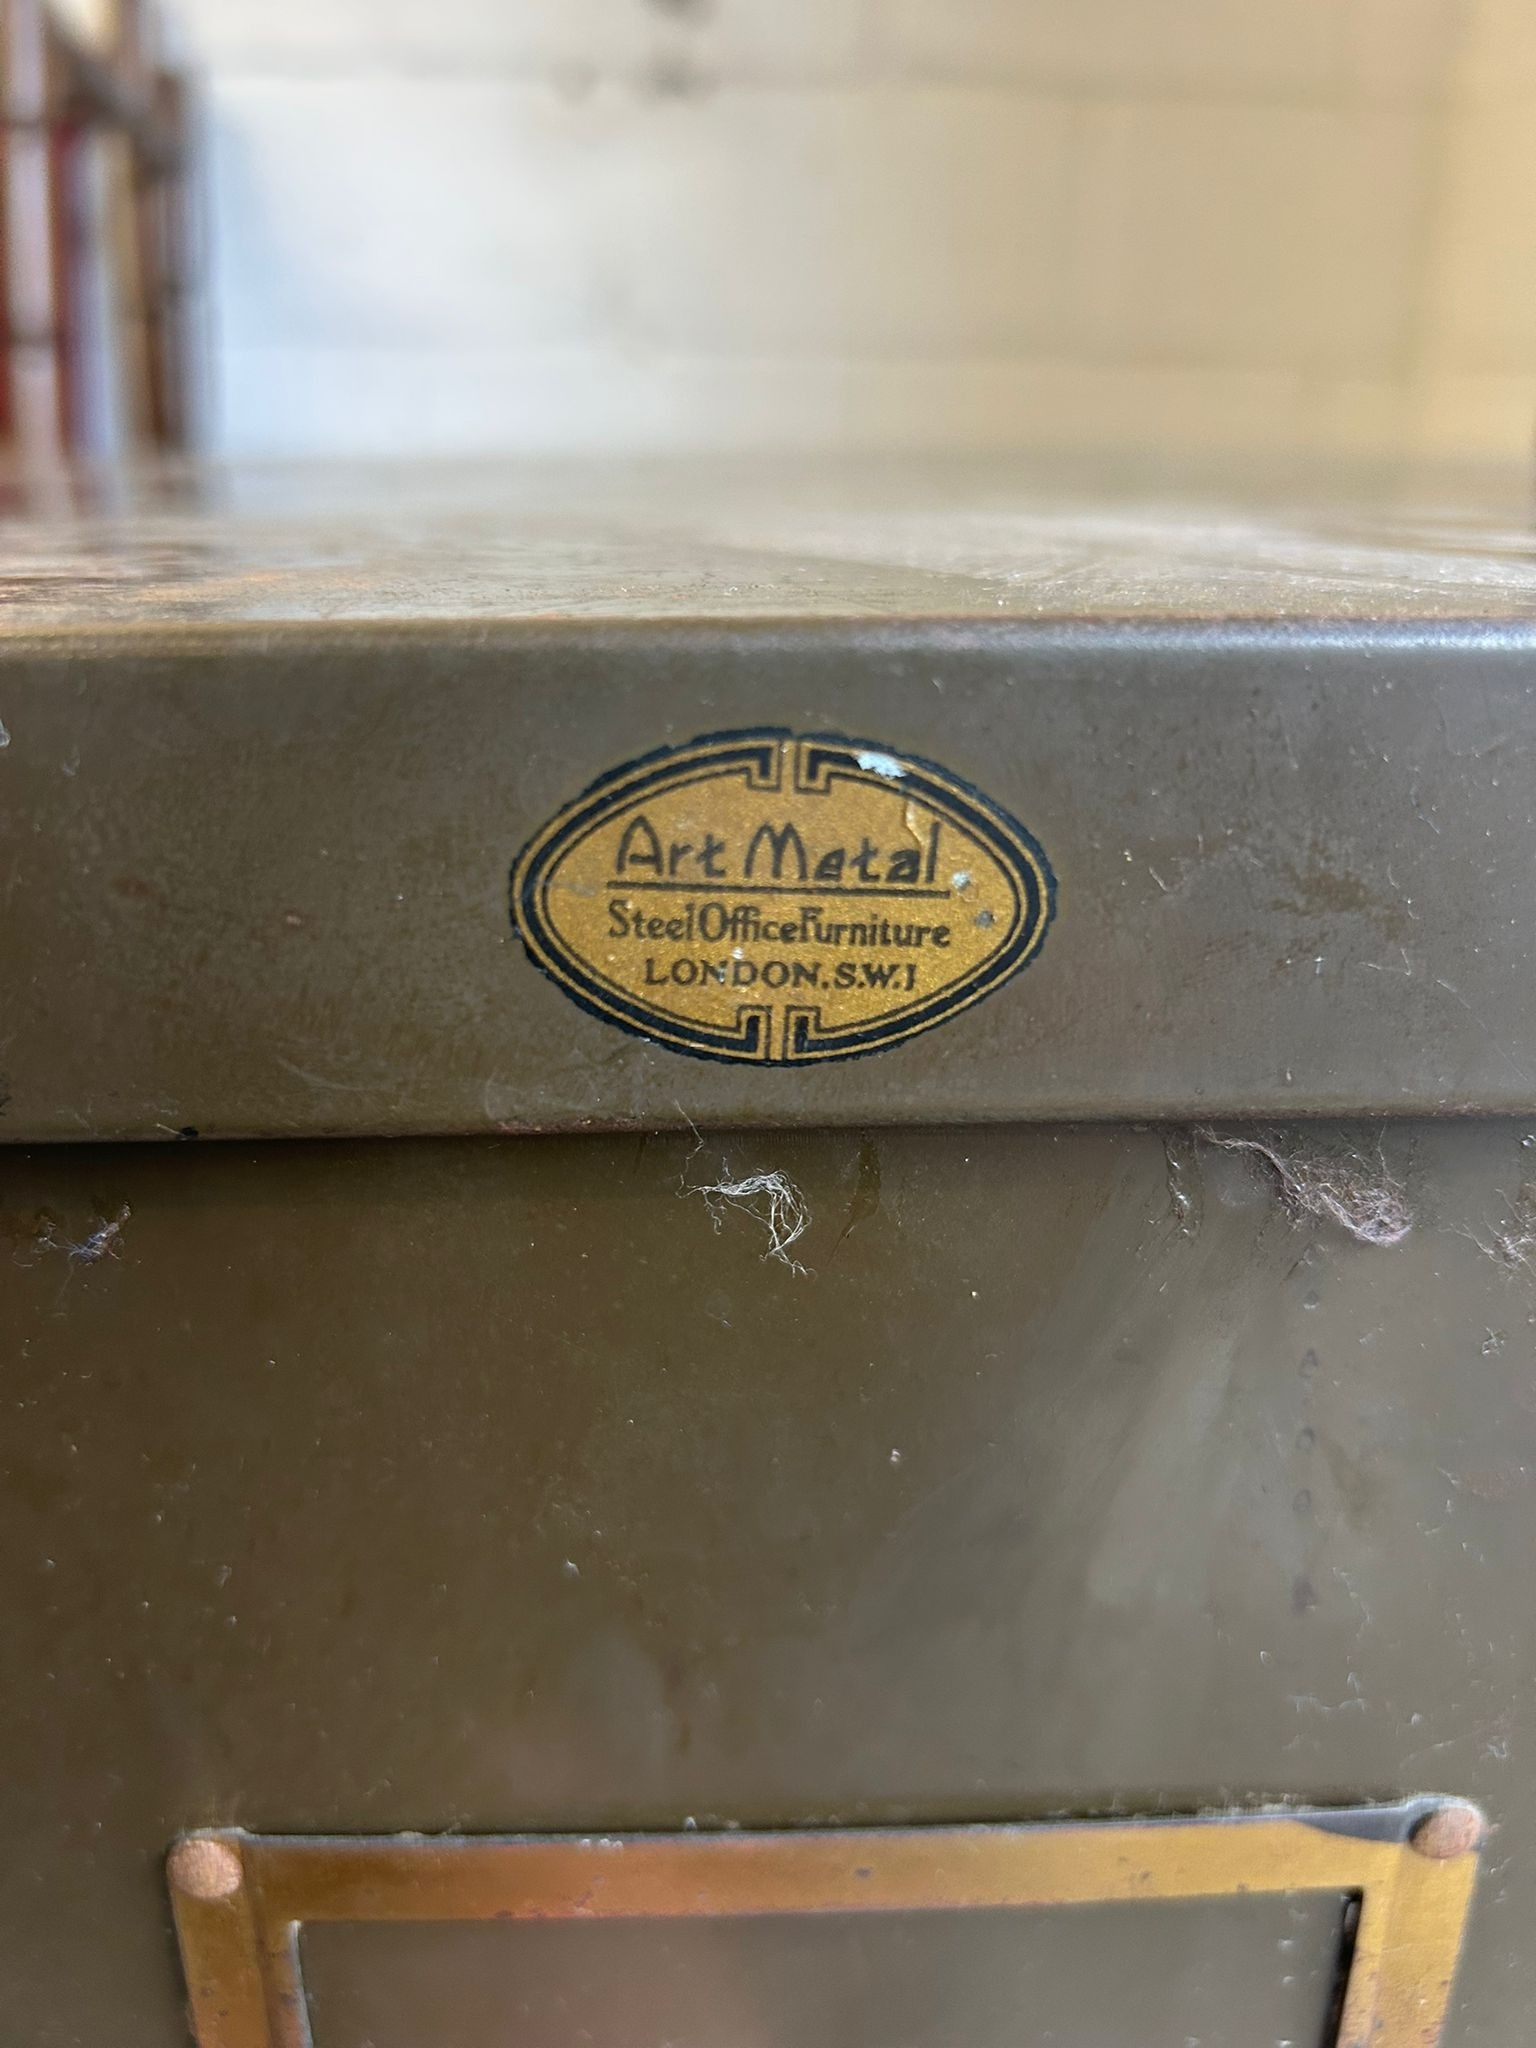 Art Metal
Steel Office Furniture
LONDON. S.W.1